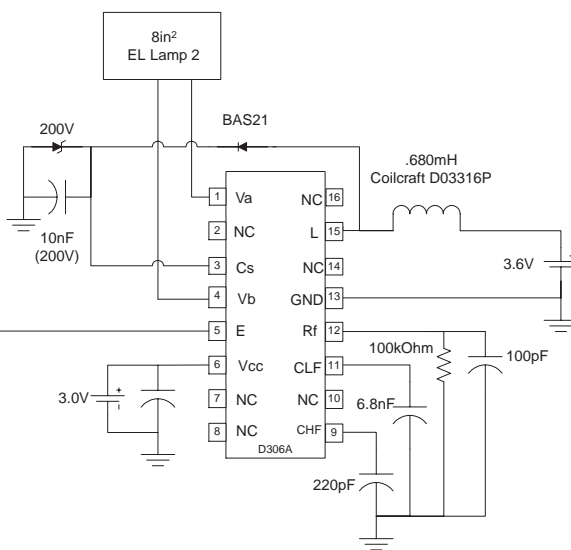 8in²
EL Lamp 2
200V
BAS21
.680mH
Coilcraft D03316P
10nF
(200V)
1 Va
NC 16
2 NC
L 15
3 Cs
NC 14
3.6V
4 Vb
GND 13
5 E
Rf 12
100kOhm
100pF
6 Vcc
CLF 11
3.0V
+
-
7 NC
NC 10
6.8nF
8 NC
CHF 9
D306A
220pF